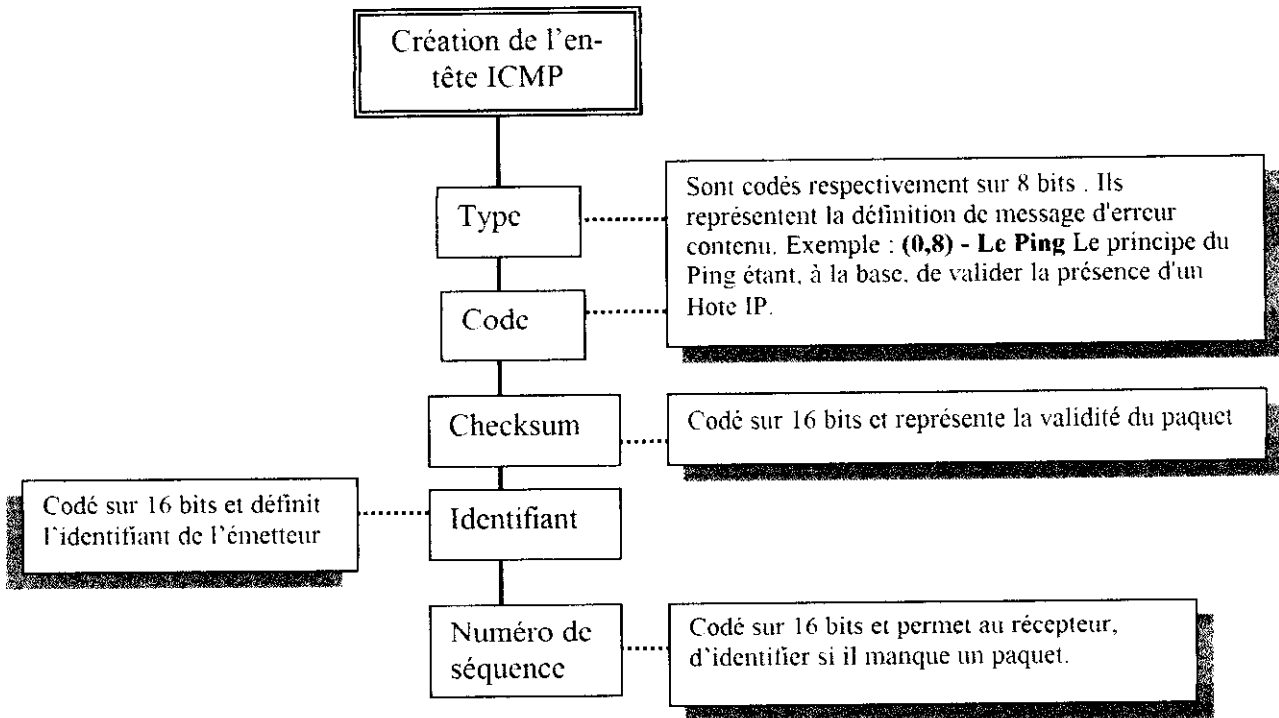 Création de l'en-
tête ICMP
Type
Sont codés respectivement sur 8 bits . Ils
représentent la définition de message d'erreur
contenu. Exemple : (0,8) - Le Ping Le principe du
Ping étant, à la base, de valider la présence d'un
Hote IP.
Code
Checksum
Codé sur 16 bits et représente la validité du paquet
Codé sur 16 bits et définit
l'identifiant de l'émetteur
Identifiant
Numéro de
séquence
Codé sur 16 bits et permet au récepteur,
d'identifier si il manque un paquet.